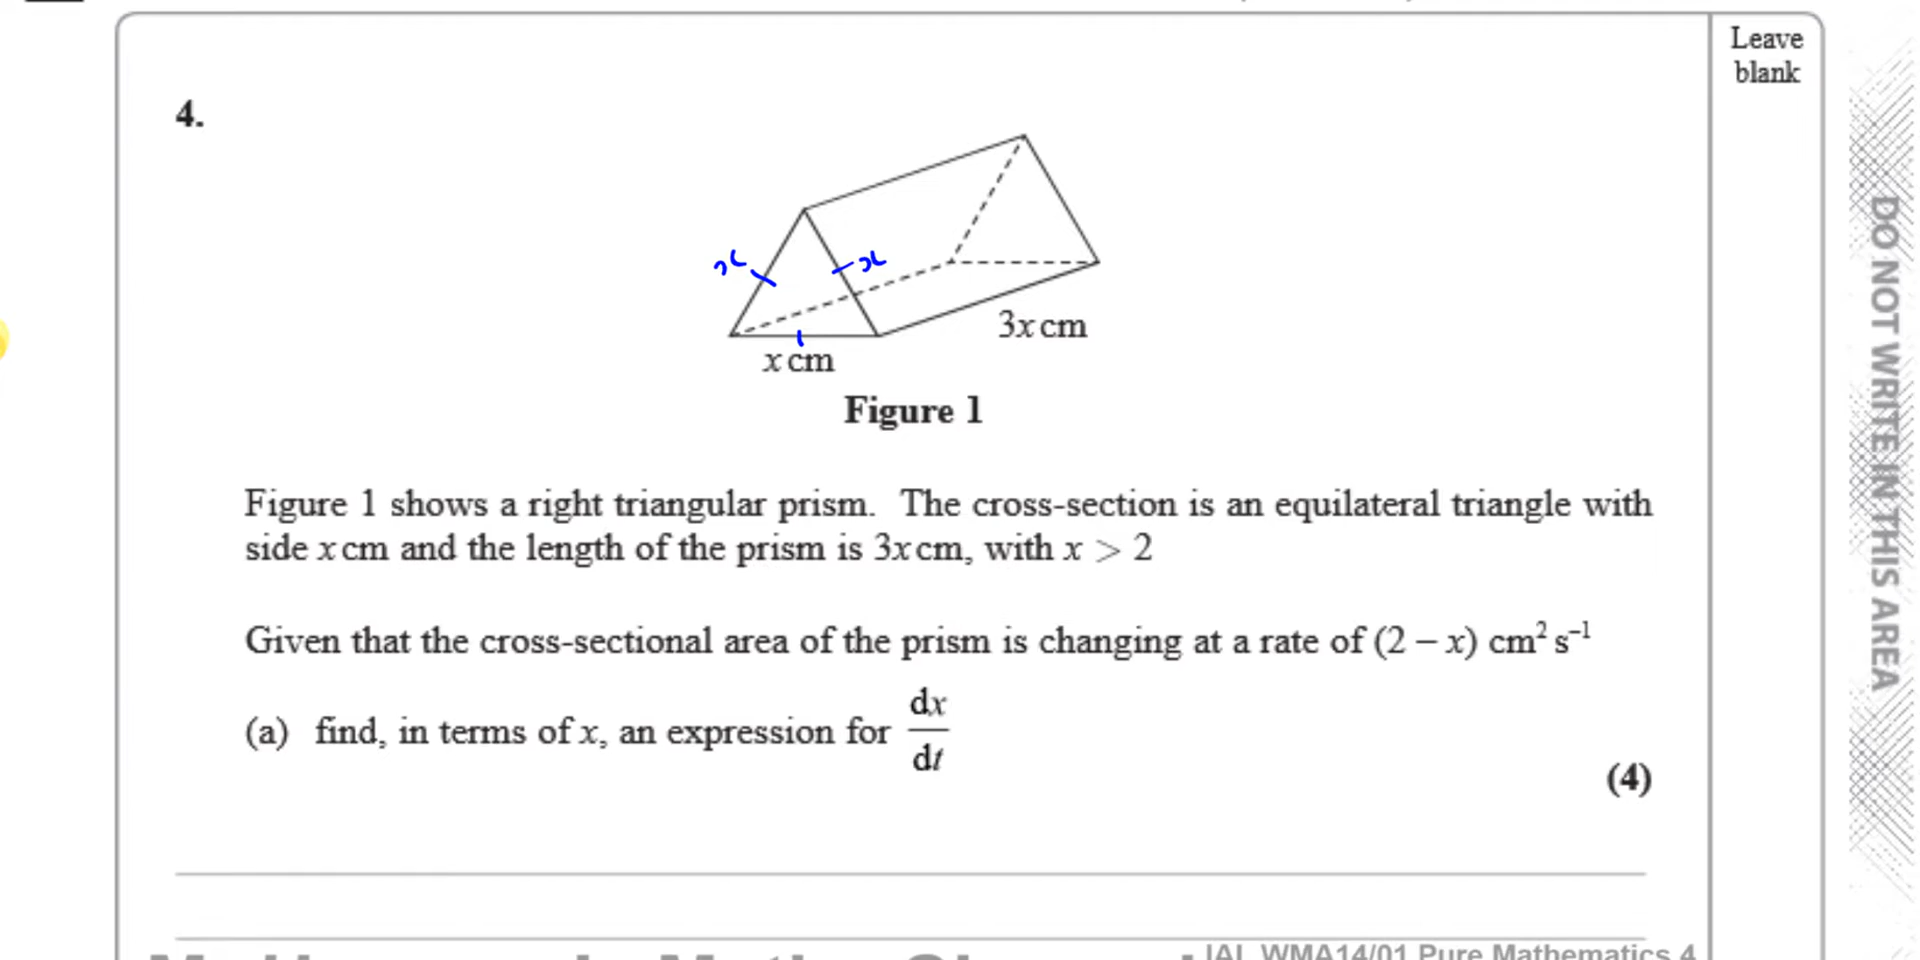 Leave
blank
4.
x
x
x cm
3x cm
Figure 1
Figure 1 shows a right triangular prism. The cross-section is an equilateral triangle with
side x cm and the length of the prism is 3x cm, with x > 2
Given that the cross-sectional area of the prism is changing at a rate of (2 – x) cm² s⁻¹
(a) find, in terms of x, an expression for dx/dt
(4)
DO NOT WRITE IN THIS AREA
IAL WMA14/01 Pure Mathematics 4